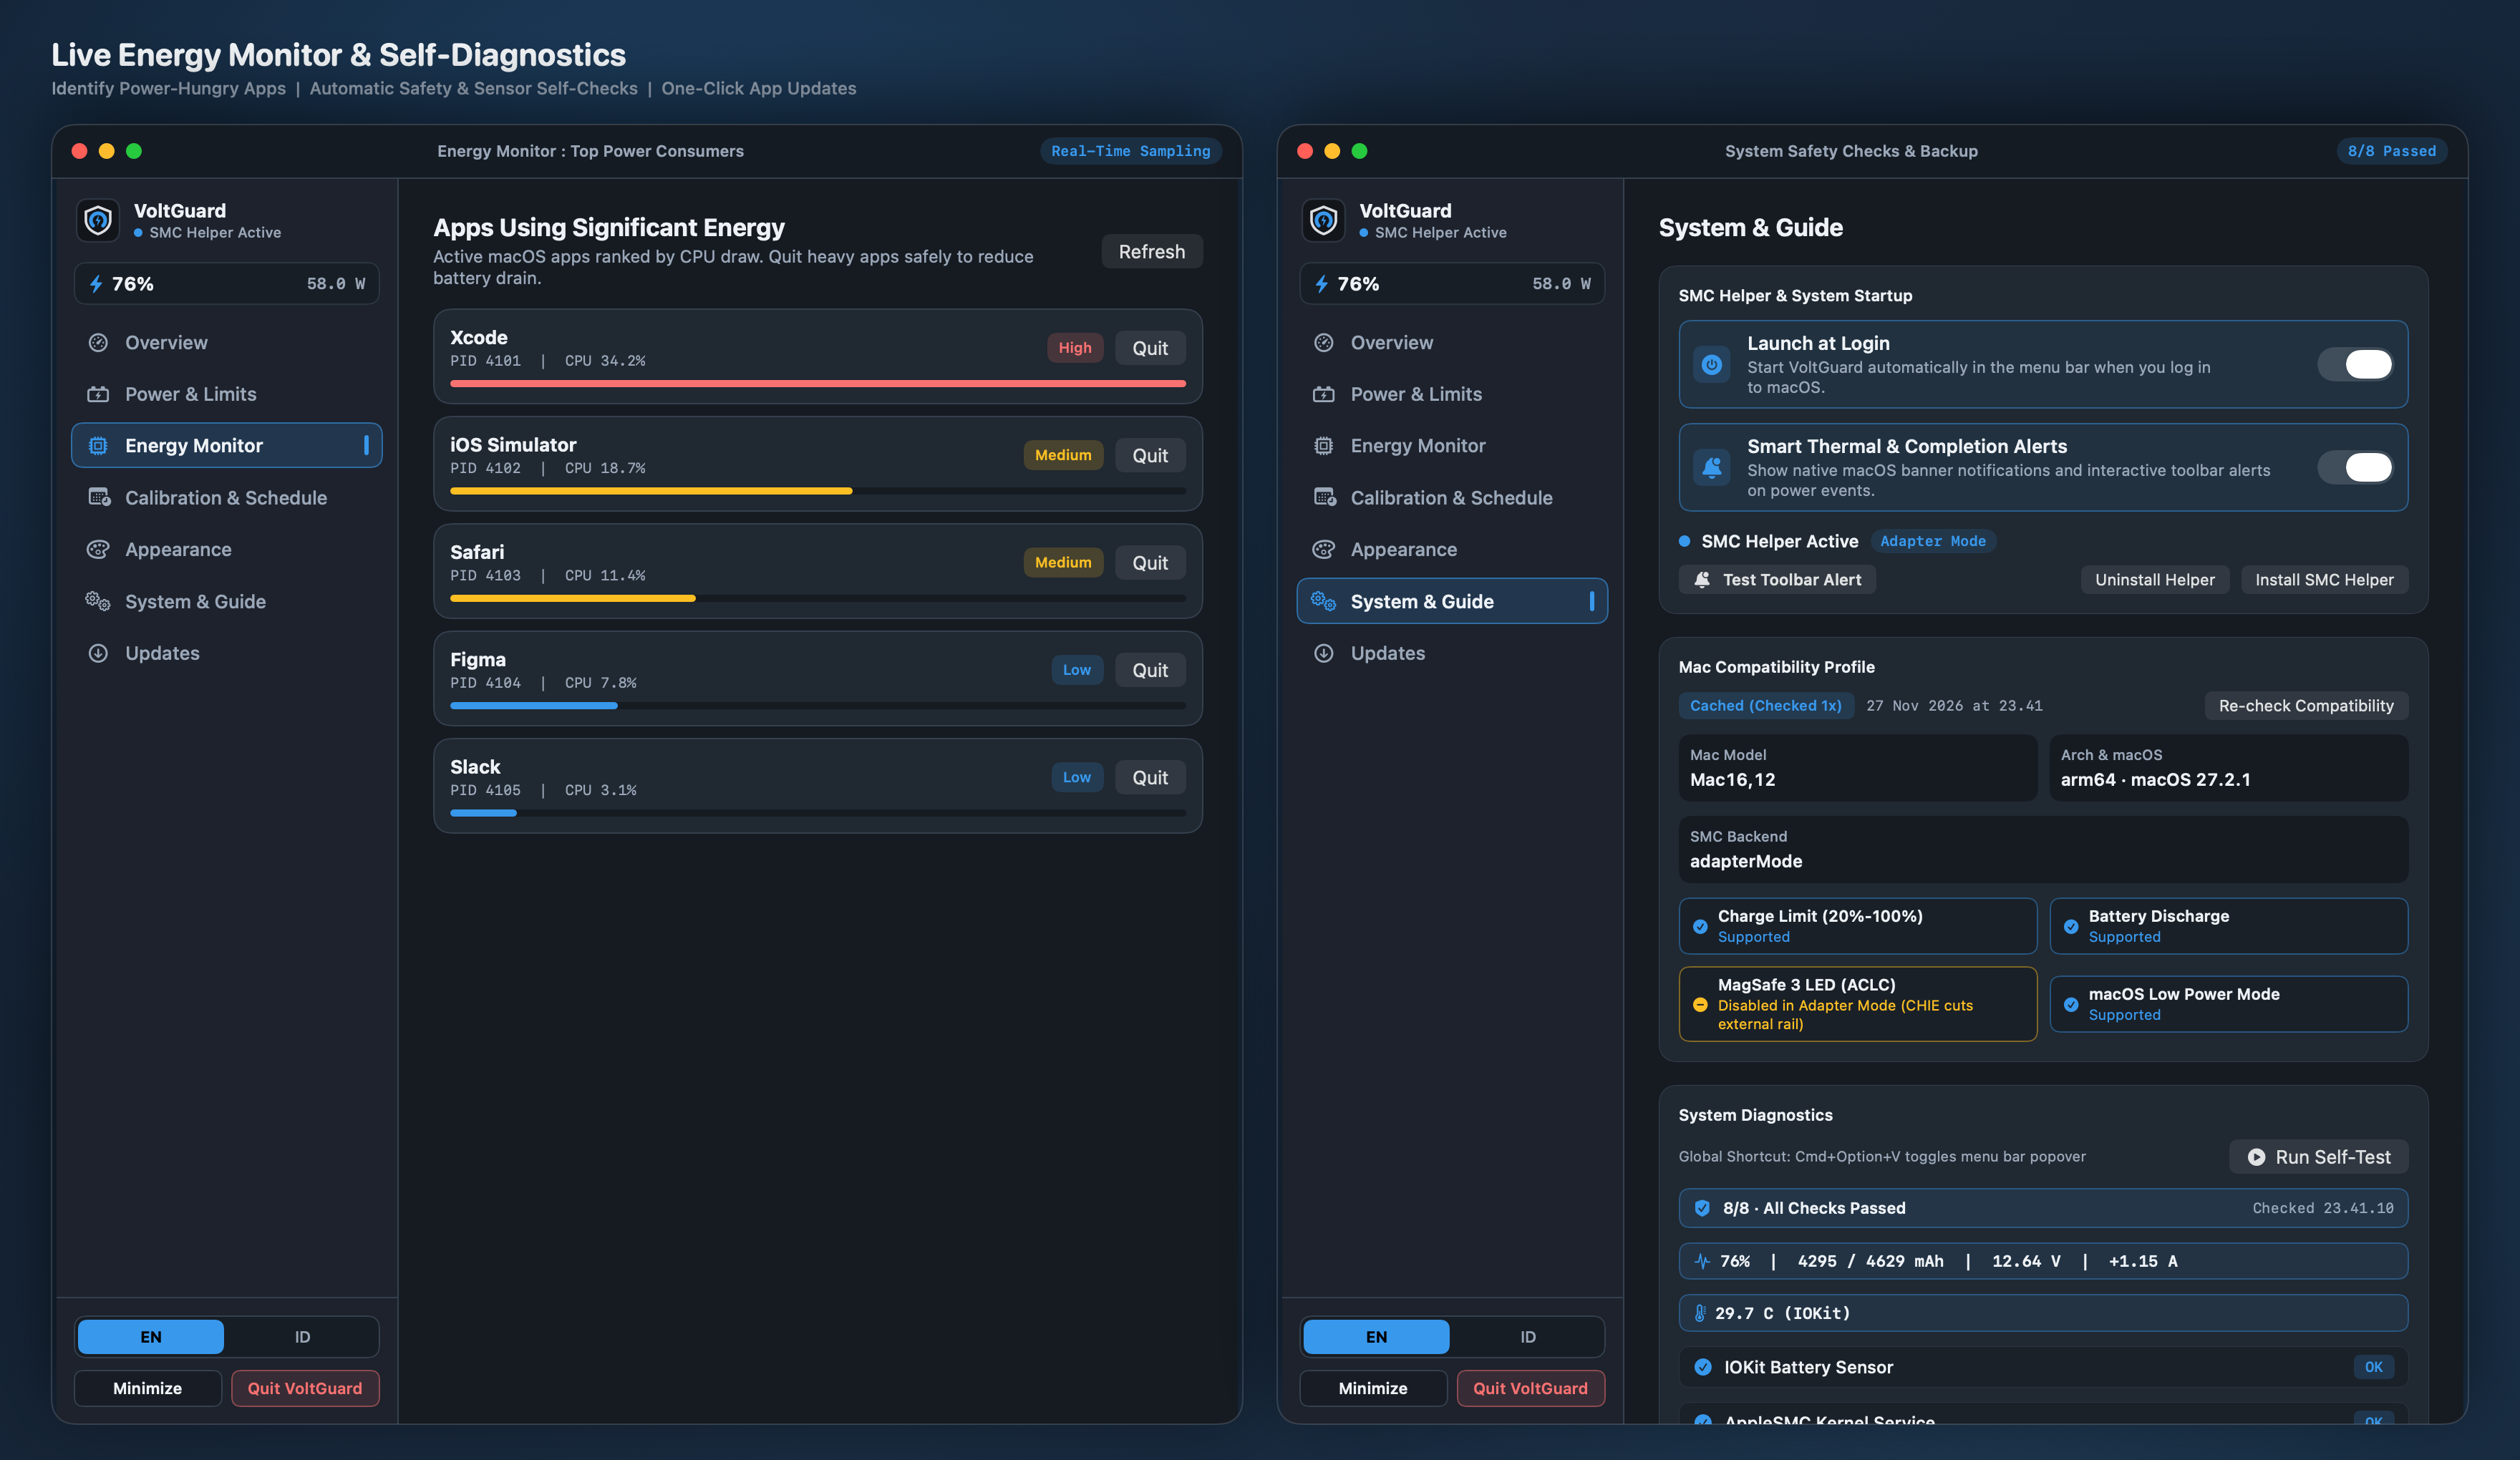 Live Energy Monitor & Self-Diagnostics
Identify Power-Hungry Apps | Automatic Safety & Sensor Self-Checks | One-Click App Updates
Energy Monitor : Top Power Consumers
Real-Time Sampling
VoltGuard
SMC Helper Active
76%
58.0 W
Overview
Power & Limits
Energy Monitor
Calibration & Schedule
Appearance
System & Guide
Updates
EN
ID
Minimize
Quit VoltGuard
Apps Using Significant Energy
Active macOS apps ranked by CPU draw. Quit heavy apps safely to reduce
battery drain.
Refresh
Xcode
PID 4101 | CPU 34.2%
High
Quit
iOS Simulator
PID 4102 | CPU 18.7%
Medium
Quit
Safari
PID 4103 | CPU 11.4%
Medium
Quit
Figma
PID 4104 | CPU 7.8%
Low
Quit
Slack
PID 4105 | CPU 3.1%
Low
Quit
System Safety Checks & Backup
8/8 Passed
VoltGuard
SMC Helper Active
76%
58.0 W
Overview
Power & Limits
Energy Monitor
Calibration & Schedule
Appearance
System & Guide
Updates
EN
ID
Minimize
Quit VoltGuard
System & Guide
SMC Helper & System Startup
Launch at Login
Start VoltGuard automatically in the menu bar when you log in
to macOS.
Smart Thermal & Completion Alerts
Show native macOS banner notifications and interactive toolbar alerts
on power events.
SMC Helper Active
Adapter Mode
Test Toolbar Alert
Uninstall Helper
Install SMC Helper
Mac Compatibility Profile
Cached (Checked 1x)
27 Nov 2026 at 23.41
Re-check Compatibility
Mac Model
Mac16,12
Arch & macOS
arm64 · macOS 27.2.1
SMC Backend
adapterMode
Charge Limit (20%-100%)
Supported
Battery Discharge
Supported
MagSafe 3 LED (ACLC)
Disabled in Adapter Mode (CHIE cuts
external rail)
macOS Low Power Mode
Supported
System Diagnostics
Global Shortcut: Cmd+Option+V toggles menu bar popover
Run Self-Test
8/8 · All Checks Passed
Checked 23.41.10
76% | 4295 / 4629 mAh | 12.64 V | +1.15 A
29.7 C (IOKit)
IOKit Battery Sensor
OK
AppleSMC Kernel Service
OK